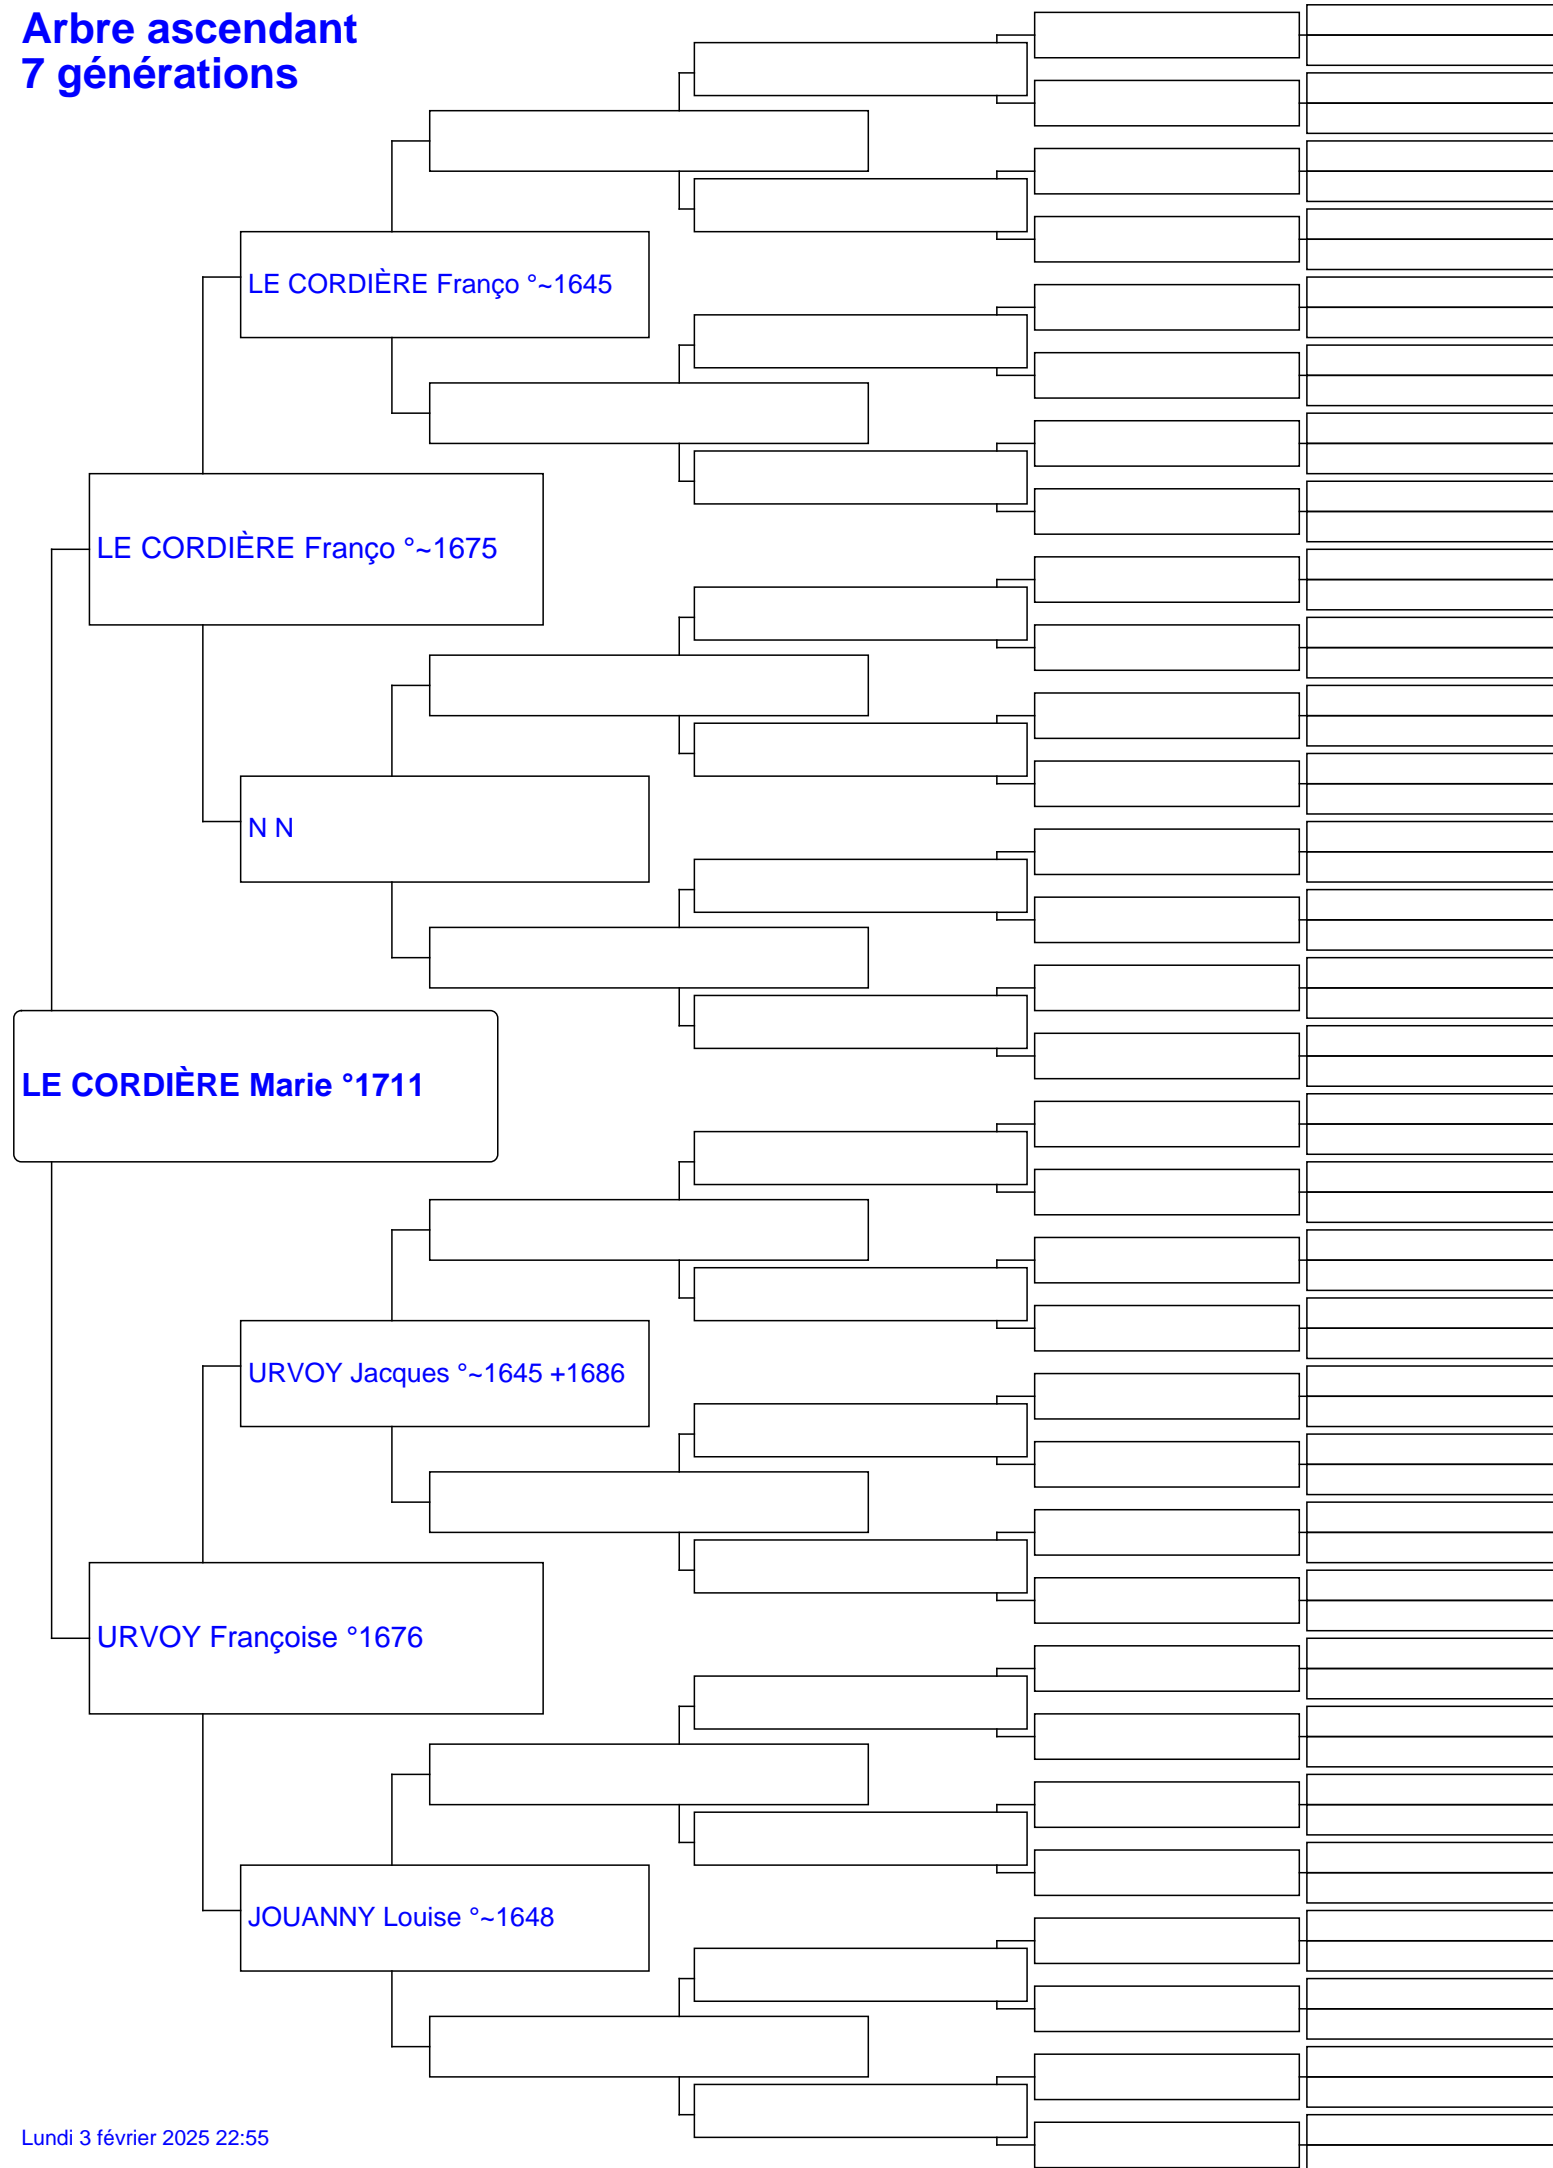 Arbre ascendant
7 générations
LE CORDIÈRE Franço °~1645
LE CORDIÈRE Franço °~1675
N N
LE CORDIÈRE Marie °1711
URVOY Jacques °~1645 +1686
URVOY Françoise °1676
JOUANNY Louise °~1648
Lundi 3 février 2025 22:55